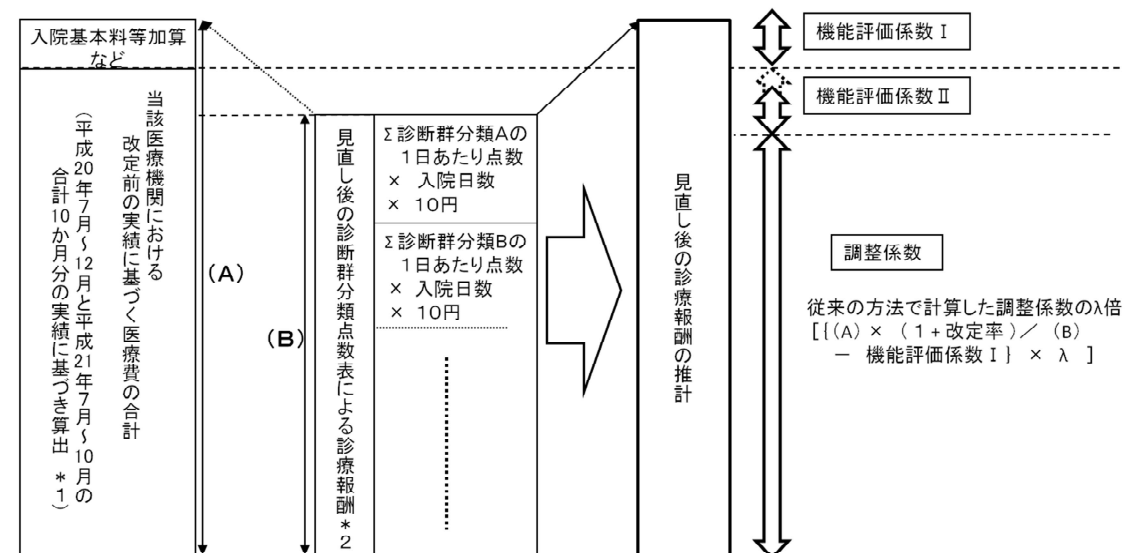 入院基本料等加算
など
当該医療機関における
改定前の実績に基づく医療費の合計
(平成20年7月～12月と平成21年7月～10月の
合計10か月分の実績に基づき算出 *1)
(A)
(B)
見直し後の診断群分類点数表による診療報酬*2
Σ診断群分類Aの
1日あたり点数
× 入院日数
× 10円
Σ診断群分類Bの
1日あたり点数
× 入院日数
× 10円
見直し後の診療報酬の推計
機能評価係数Ⅰ
機能評価係数Ⅱ
調整係数
従来の方法で計算した調整係数のλ倍
[{(A)×(1+改定率)／(B)
－ 機能評価係数Ⅰ} × λ ]